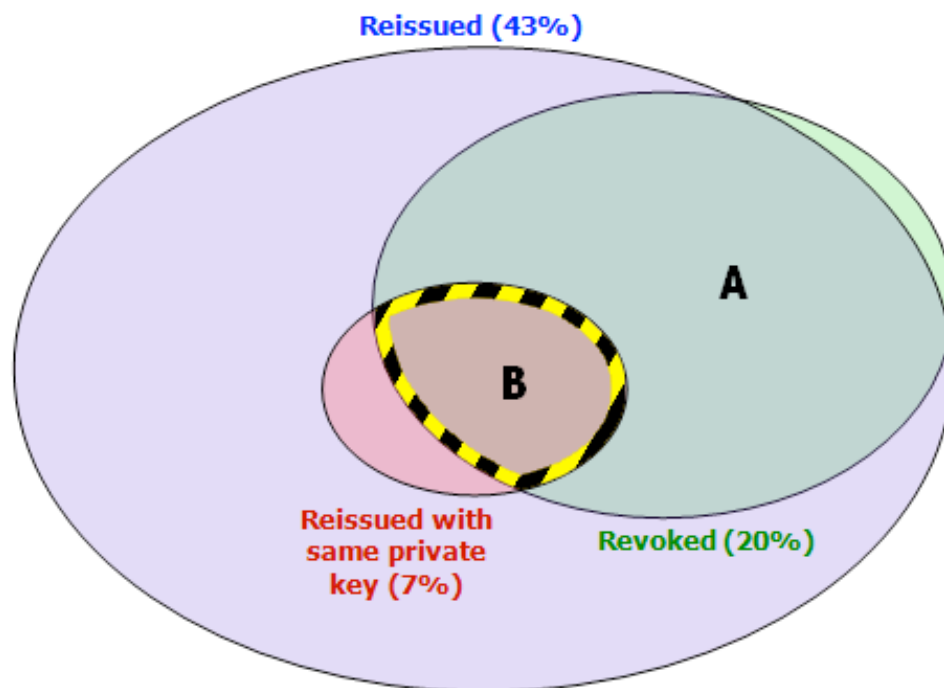 Reissued (43%)
A
B
Reissued with
same private
key (7%)
Revoked (20%)